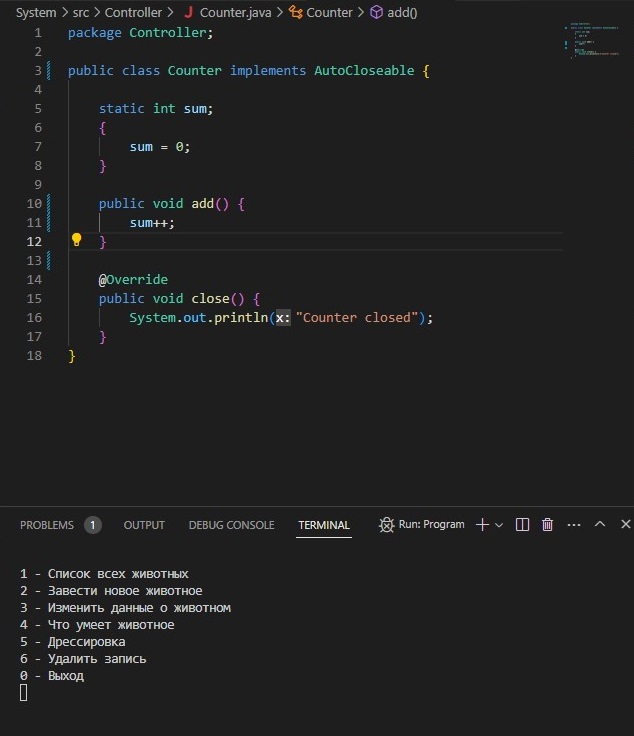 System > src > Controller > J Counter.java > Counter > add()
1 package Controller;
2
3 public class Counter implements AutoCloseable {
4
5 static int sum;
6 {
7 sum = 0;
8 }
9
10 public void add() {
11 sum++;
12 }
13
14 @Override
15 public void close() {
16 System.out.println(x: "Counter closed");
17 }
18 }
PROBLEMS 1 OUTPUT DEBUG CONSOLE TERMINAL Run: Program
1 - Список всех животных
2 - Завести новое животное
3 - Изменить данные о животном
4 - Что умеет животное
5 - Дрессировка
6 - Удалить запись
0 - Выход